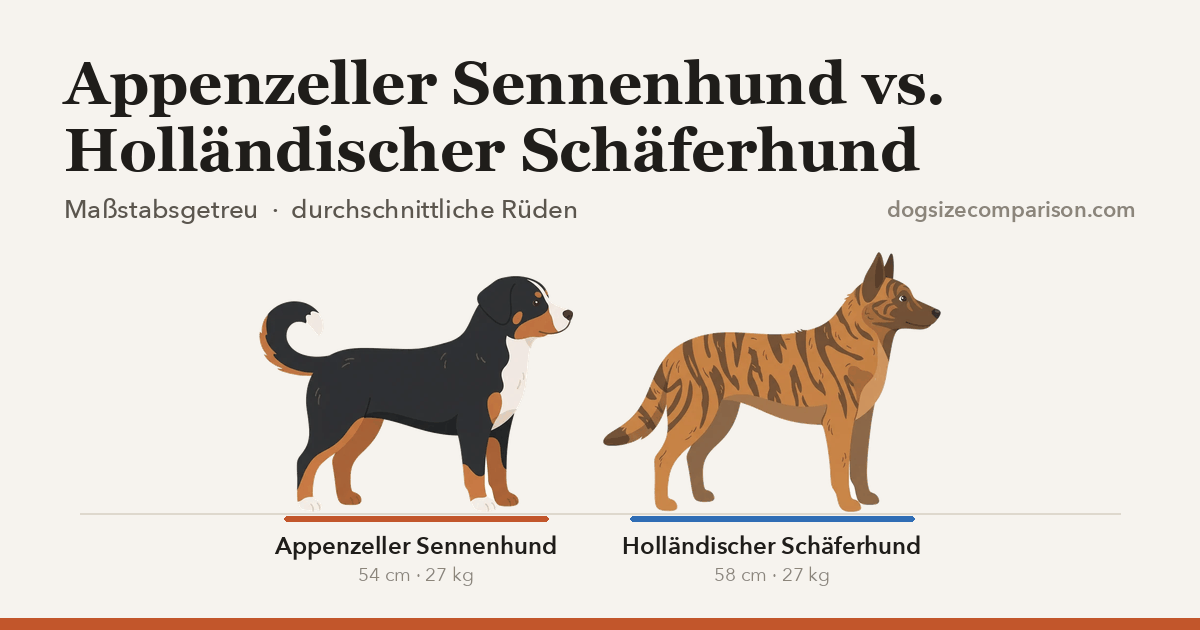 Appenzeller Sennenhund vs.
Holländischer Schäferhund
Maßstabsgetreu · durchschnittliche Rüden
dogsizecomparison.com
Appenzeller Sennenhund
54 cm · 27 kg
Holländischer Schäferhund
58 cm · 27 kg